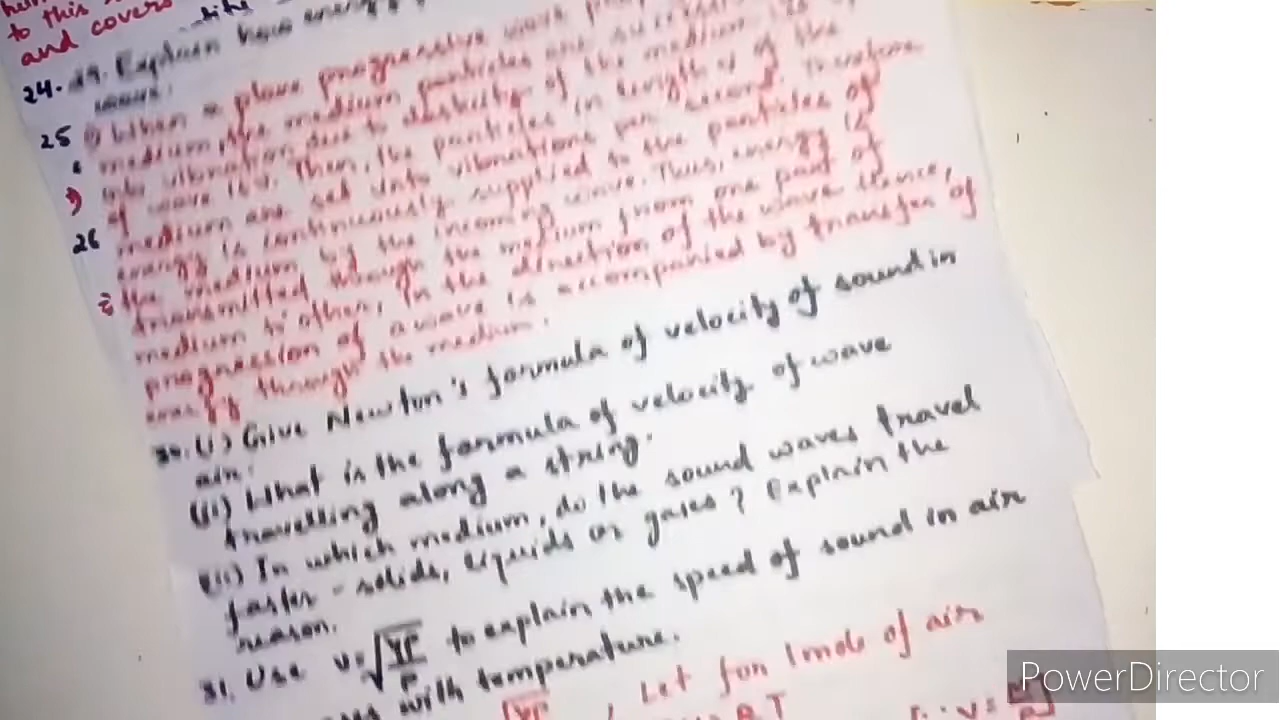 to this
and covers
24. 29. Explain how energy
wave.
25 i) When a plane progressive wave
medium, the medium particles are
into vibration due to elasticity of the medium.
of wave is v. Then, the particles in length v of the
medium are set into vibrations per second. Therefore
26 energy is continuously supplied to the particles of
the medium by the incoming wave. Thus, energy is
transmitted through the medium from one part of
medium to other, in the direction of the wave. Hence,
progression of a wave is accompanied by transfer of
energy through the medium.
30. (i) Give Newton's formula of velocity of sound in
air.
(ii) What is the formula of velocity of wave
travelling along a string.
(iii) In which medium, do the sound waves travel
faster - solids, liquids or gases? Explain the
reason.
31. Use v=√γP/ρ to explain the speed of sound in air
with temperature.
, Let for 1 mole of air